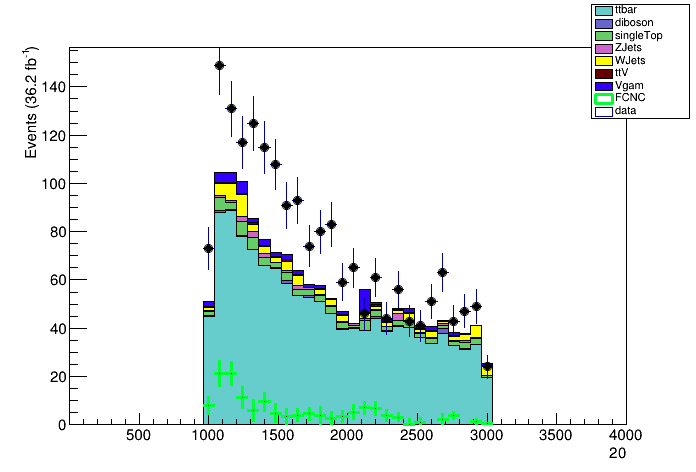 ttbar
diboson
singleTop
ZJets
WJets
ttV
Vgam
FCNC
data
Events (36.2 fb⁻¹)
140
120
100
80
60
40
20
0
500 1000 1500 2000 2500 3000 3500 4000
20